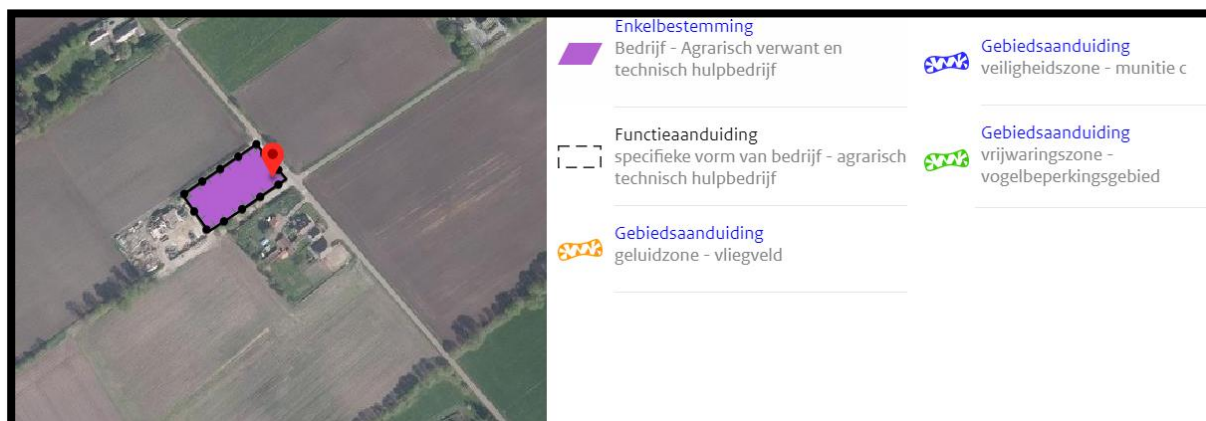 Enkelbestemming
Bedrijf - Agrarisch verwant en
technisch hulpbedrijf
Functieaanduiding
specifieke vorm van bedrijf - agrarisch
technisch hulpbedrijf
Gebiedsaanduiding
geluidzone - vliegveld
Gebiedsaanduiding
veiligheidszone - munitie c
Gebiedsaanduiding
vrijwaringszone -
vogelbeperkingsgebied